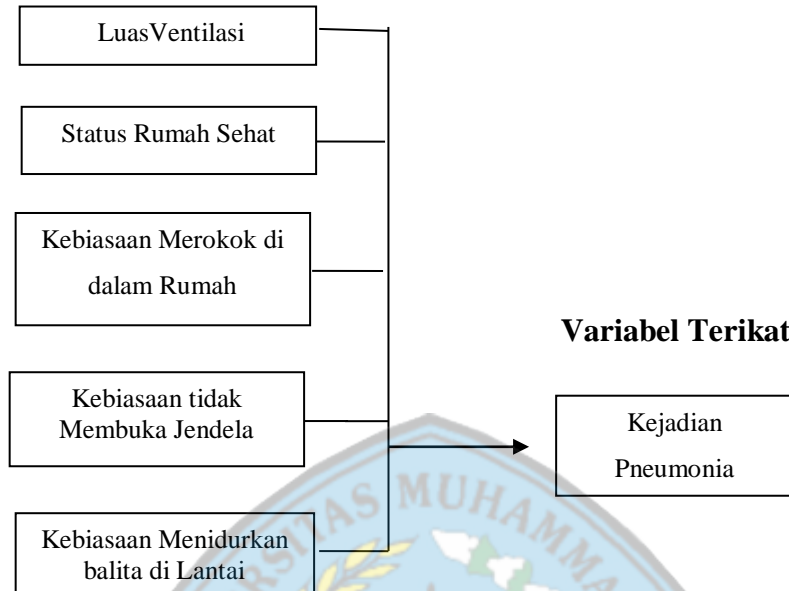 LuasVentilasi
Status Rumah Sehat
Kebiasaan Merokok di
dalam Rumah
Kebiasaan tidak
Membuka Jendela
Kebiasaan Menidurkan
balita di Lantai
Variabel Terikat
Kejadian
Pneumonia